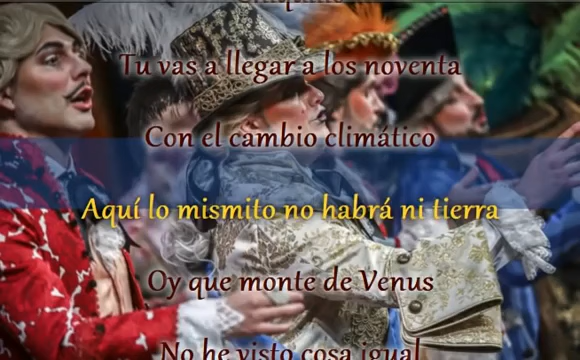 Tu vas a llegar a los noventa
Con el cambio climático
Aquí lo mismito no habrá ni tierra
Oy que monte de Venus
No he visto cosa igual